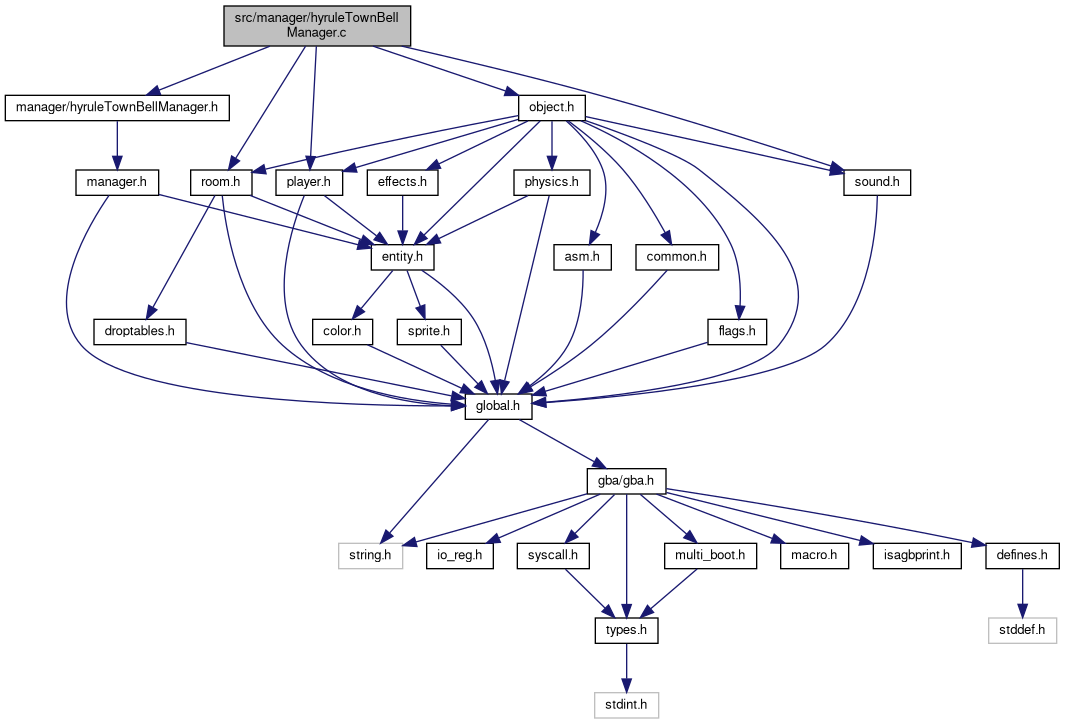 src/manager/hyruleTownBell
Manager.c
manager/hyruleTownBellManager.h
object.h
manager.h
room.h
player.h
effects.h
physics.h
sound.h
entity.h
asm.h
common.h
droptables.h
color.h
sprite.h
flags.h
global.h
gba/gba.h
string.h
io_reg.h
syscall.h
multi_boot.h
macro.h
isagbprint.h
defines.h
types.h
stddef.h
stdint.h